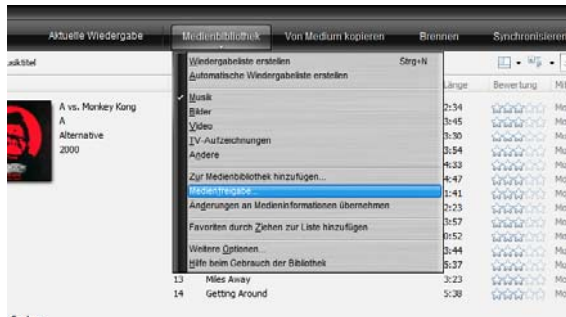 Aktuelle Wiedergabe Medienbibliothek Von Medium kopieren Brennen Synchronisieren
Wiedergabeliste erstellen Strg+N
Automatische Wiedergabeliste erstellen
Musik
Bilder
Video
TV-Aufzeichnungen
Andere
Zur Medienbibliothek hinzufügen...
Medienfreigabe...
Änderungen an Medieninformationen übernehmen
Favoriten durch Ziehen zur Liste hinzufügen
Weitere Optionen...
Hilfe beim Gebrauch der Bibliothek
A vs. Monkey Kong
A
Alternative
2000
Länge Bewertung
2:34
3:45
3:30
3:54
4:33
4:47
1:41
2:23
3:57
0:52
3:44
5:37
13 Miles Away 3:23
14 Getting Around 5:38